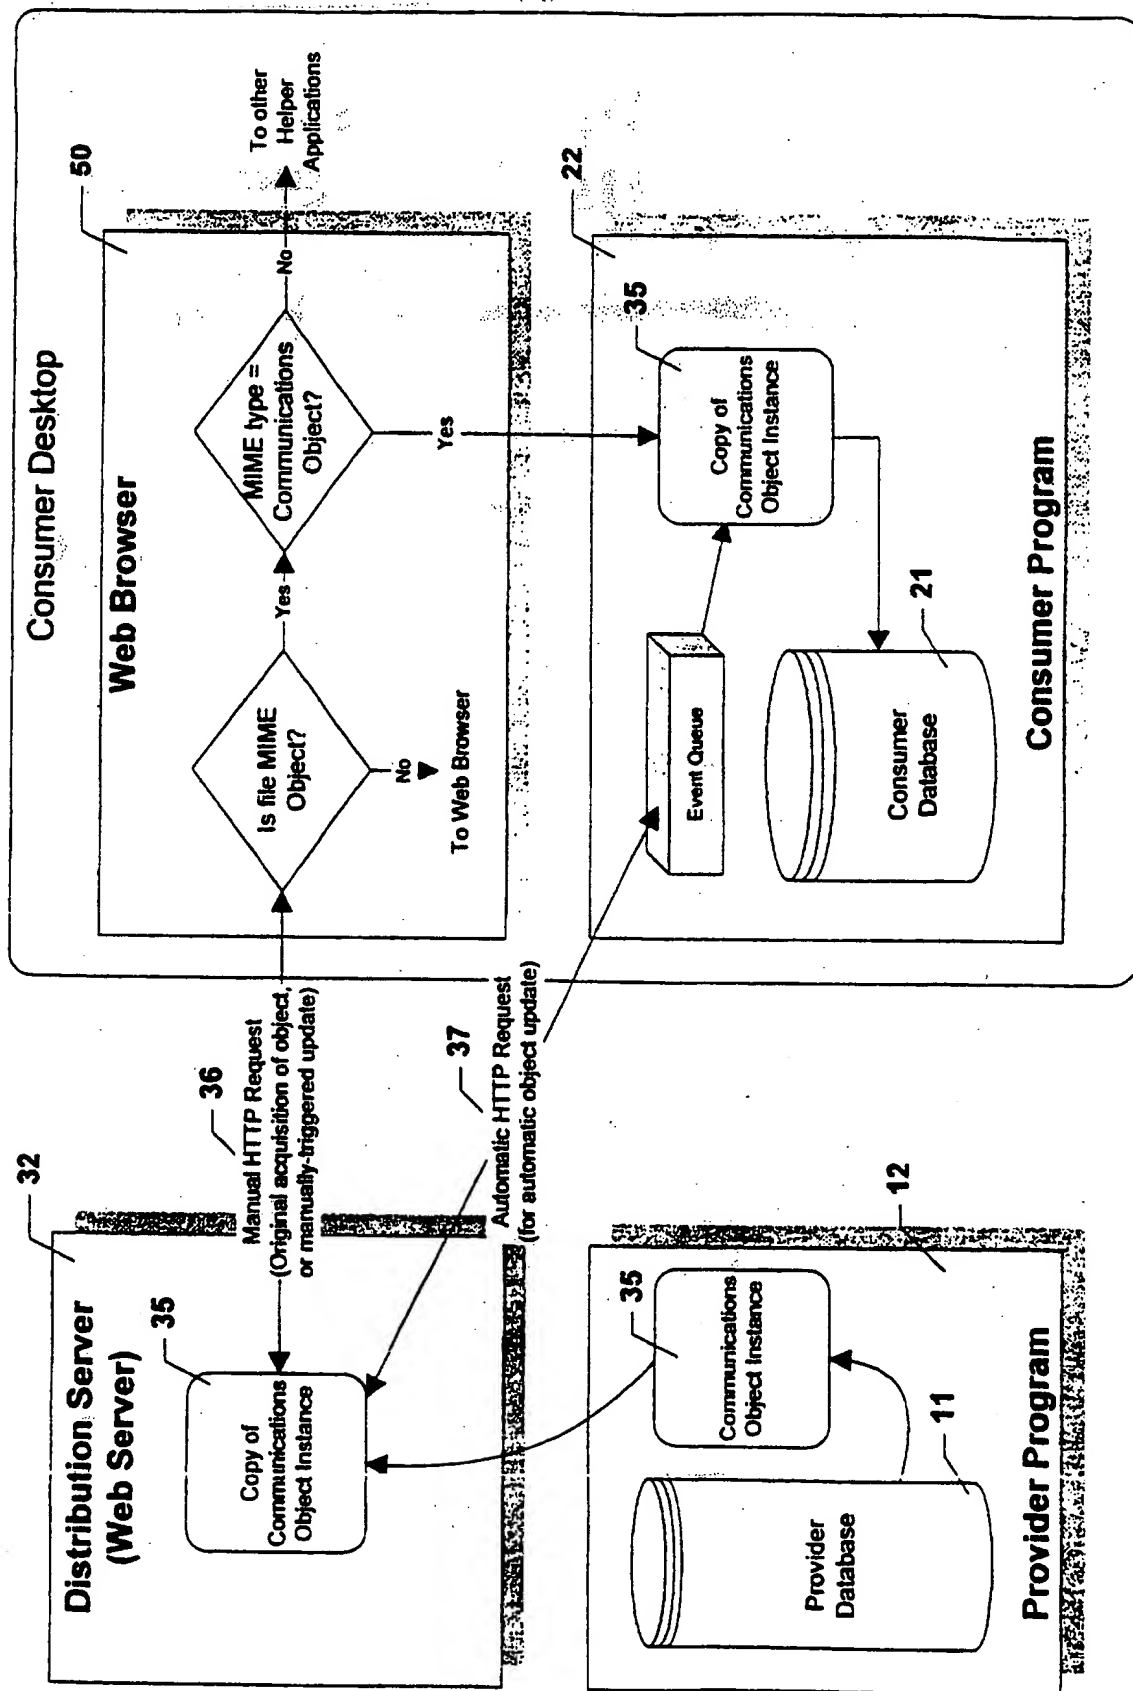 Consumer Desktop
Distribution Server
(Web Server)
32
35
Copy of
Communications
Object Instance
36
Manual HTTP Request
(Original acquisition of object,
or manually-triggered update)
37
Automatic HTTP Request
(for automatic object update)
Web Browser
50
Is file MIME
Object?
Yes
No
To Web Browser
MIME type =
Communications
Object?
No
To other
Helper
Applications
Yes
Provider Program
12
Provider
Database
11
35
Communications
Object Instance
Consumer Program
22
Event Queue
35
Copy of
Communications
Object Instance
Consumer
Database
21